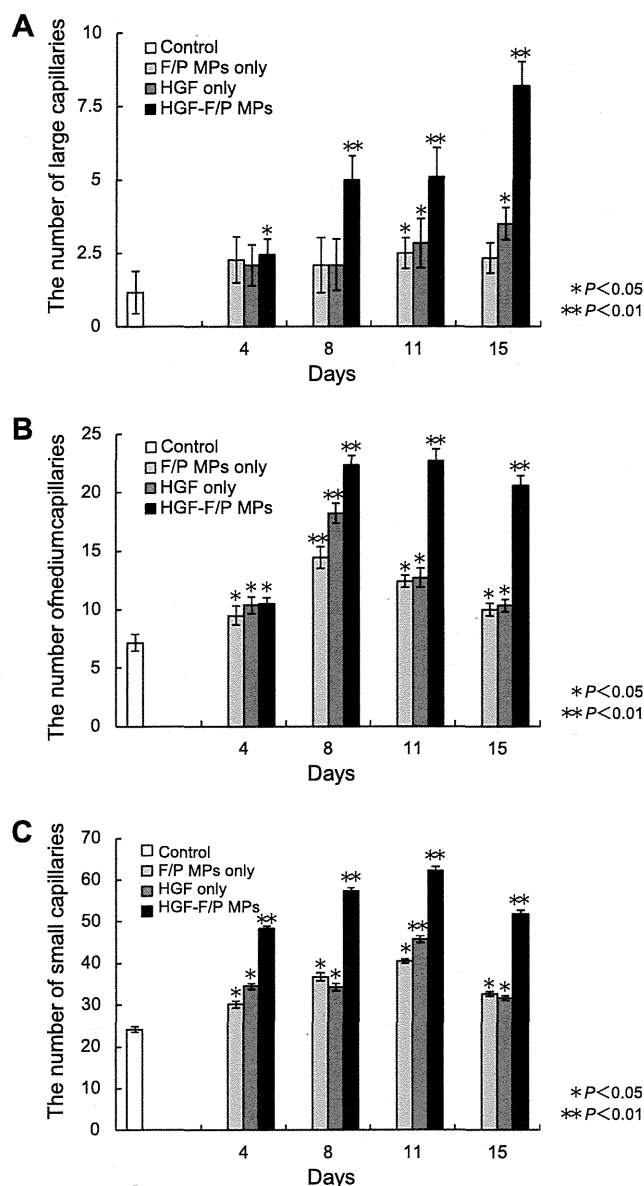 A
The number of large capillaries
10
7.5
5
2.5
0
Control
F/P MPs only
HGF only
HGF-F/P MPs
* ** ** * * * **
4 8 11 15
Days
*P<0.05
**P<0.01
B
The number ofnediumcapillaries
25
20
15
10
5
0
Control
F/P MPs only
HGF only
HGF-F/P MPs
* * * ** ** ** * * ** * * **
4 8 11 15
Days
*P<0.05
**P<0.01
C
The number of small capillaries
70
60
50
40
30
20
10
0
Control
F/P MPs only
HGF only
HGF-F/P MPs
* * ** * * ** * ** ** * * **
4 8 11 15
Days
*P<0.05
**P<0.01